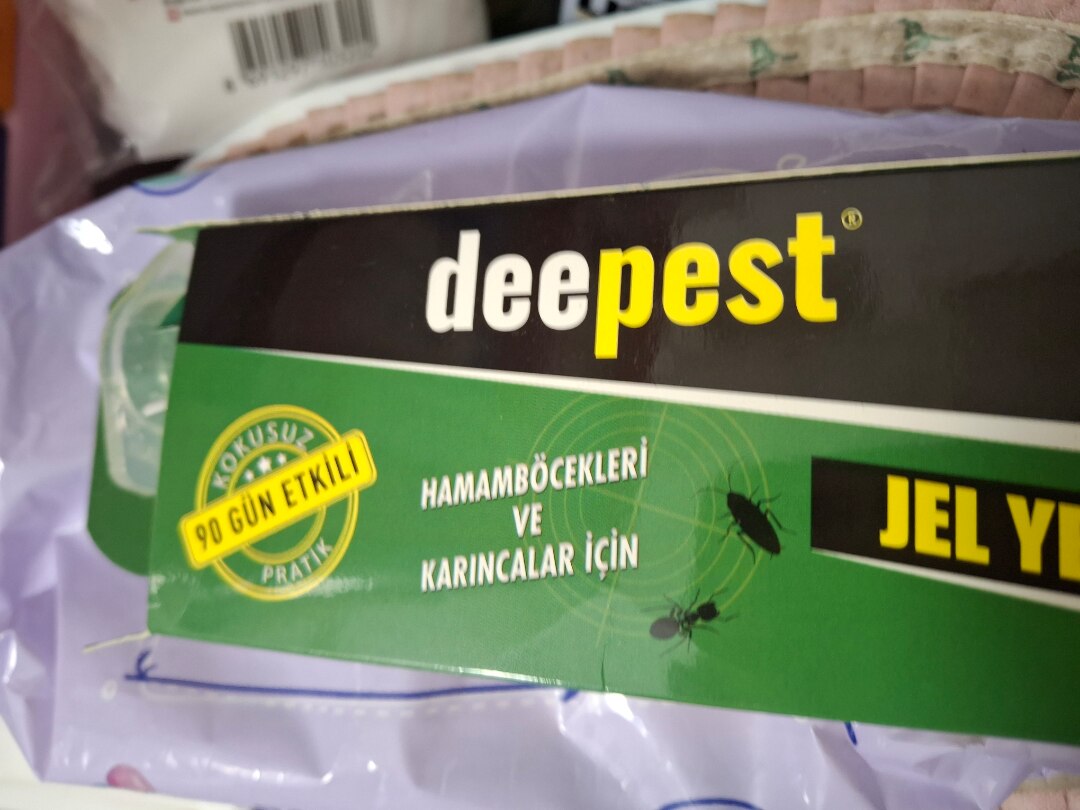 deepest®
KOKUSUZ
90 GÜN ETKİLİ
PRATİK
HAMAMBÖCEKLERİ
VE
KARINCALAR İÇİN
JEL